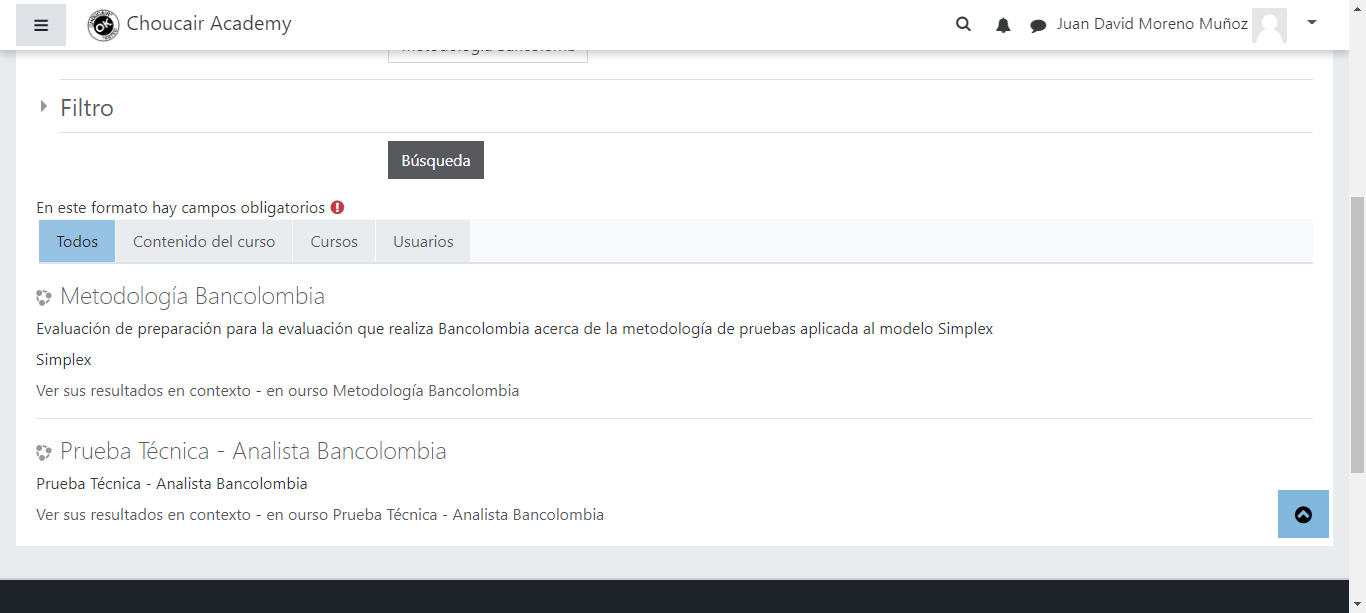 Choucair Academy
Juan David Moreno Muñoz
Metodología Bancolomb
Filtro
Búsqueda
En este formato hay campos obligatorios
Todos
Contenido del curso
Cursos
Usuarios
Metodología Bancolombia
Evaluación de preparación para la evaluación que realiza Bancolombia acerca de la metodología de pruebas aplicada al modelo Simplex
Simplex
Ver sus resultados en contexto - en ourso Metodología Bancolombia
Prueba Técnica - Analista Bancolombia
Prueba Técnica - Analista Bancolombia
Ver sus resultados en contexto - en ourso Prueba Técnica - Analista Bancolombia